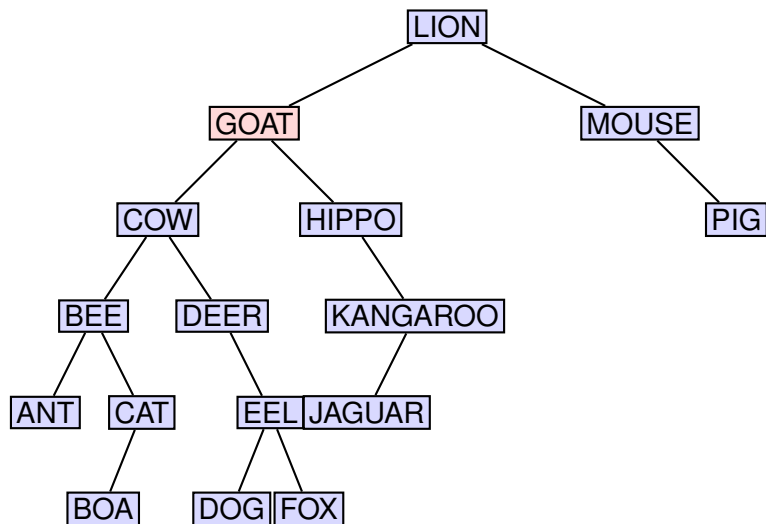 LION
GOAT MOUSE
COW HIPPO PIG
BEE DEER KANGAROO
ANT CAT EEL JAGUAR
BOA DOG FOX